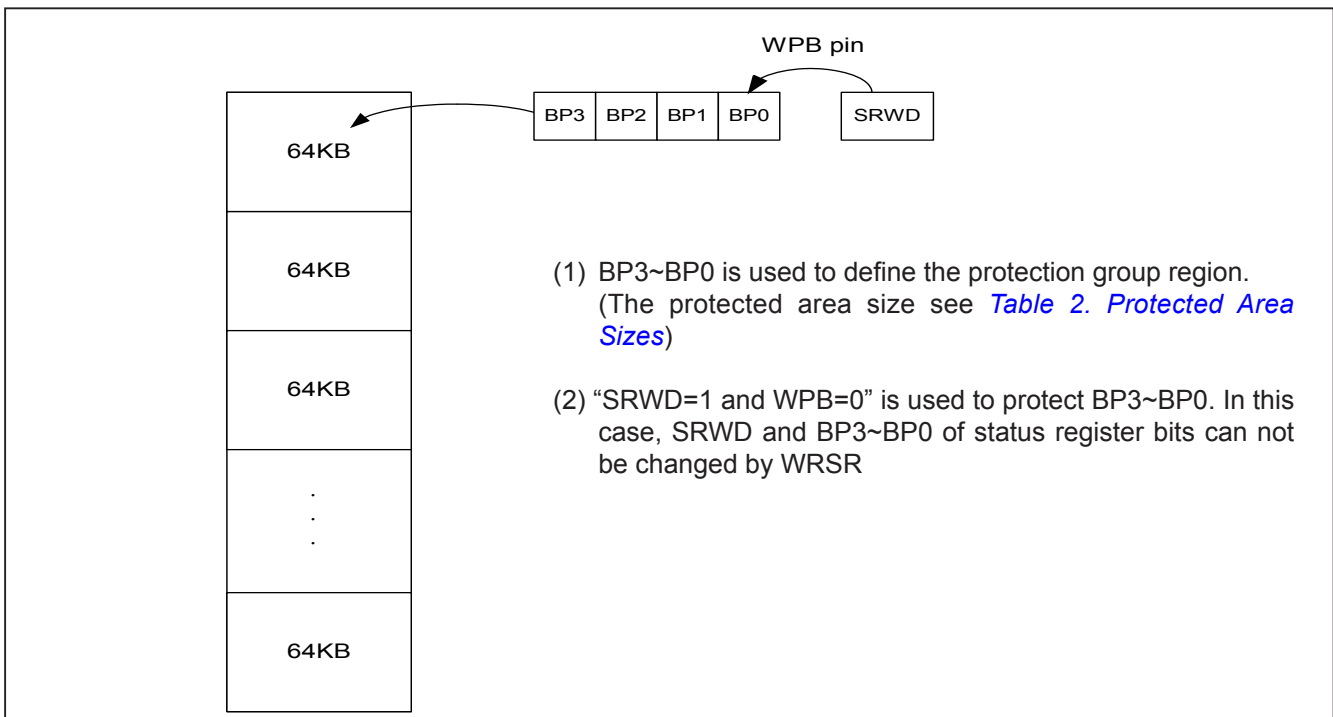 WPB pin
BP3 BP2 BP1 BP0 SRWD
64KB
64KB
64KB
.
.
.
64KB
(1) BP3~BP0 is used to define the protection group region.
(The protected area size see Table 2. Protected Area
Sizes)
(2) “SRWD=1 and WPB=0” is used to protect BP3~BP0. In this
case, SRWD and BP3~BP0 of status register bits can not
be changed by WRSR